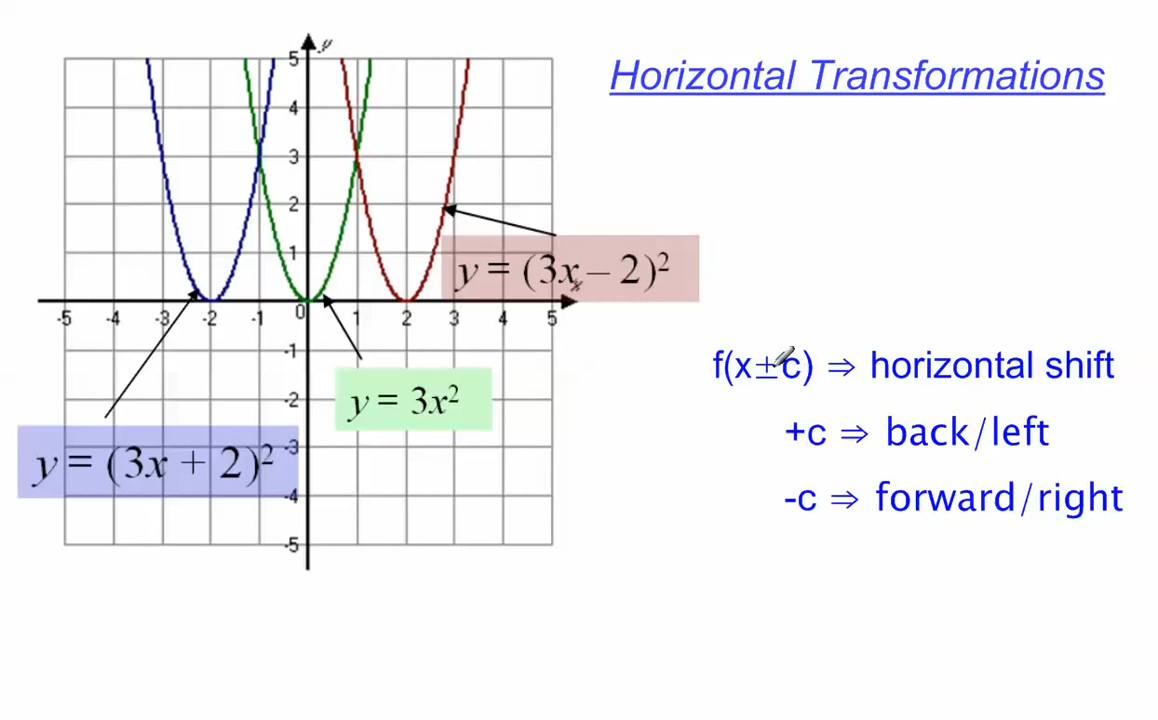 Horizontal Transformations
y
5
4
3
2
1
-5 -4 -3 -2 -1 0 1 2 3 4 5
-1
-2
-3
-4
-5
y = (3x – 2)²
y = 3x²
y = (3x + 2)²
f(x±c) ⇒ horizontal shift
+c ⇒ back/left
-c ⇒ forward/right